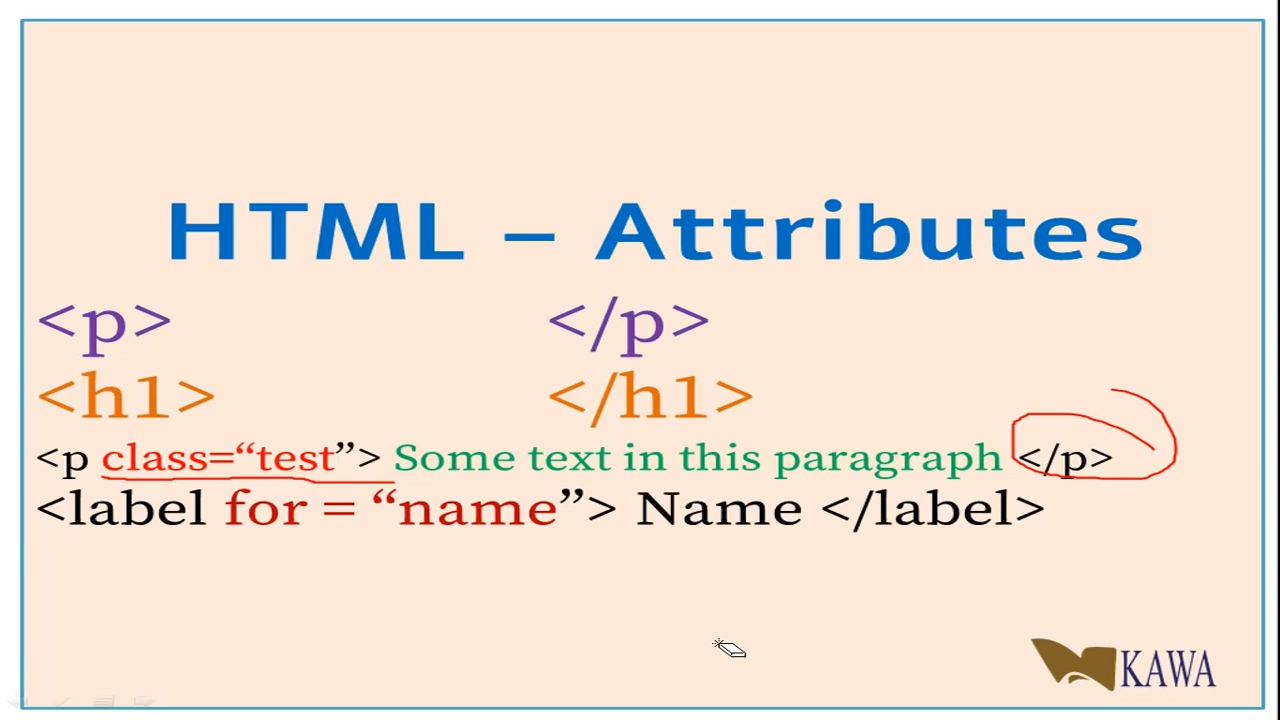 HTML – Attributes
<p> </p>
<h1> </h1>
<p class=“test”> Some text in this paragraph </p>
<label for = “name”> Name </label>
KAWA